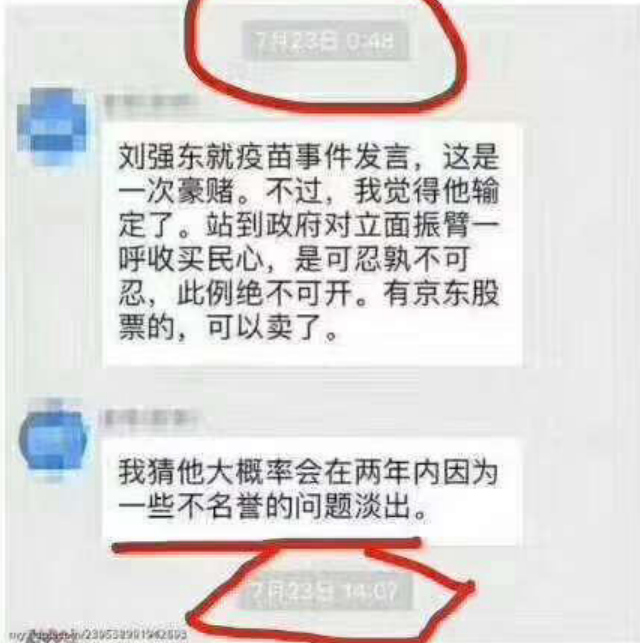 7月23日 0:48
刘强东就疫苗事件发言，这是
一次豪赌。不过，我觉得他输
定了。站到政府对立面振臂一
呼收买民心，是可忍孰不可
忍，此例绝不可开。有京东股
票的，可以卖了。
我猜他大概率会在两年内因为
一些不名誉的问题淡出。
7月23日 14:07